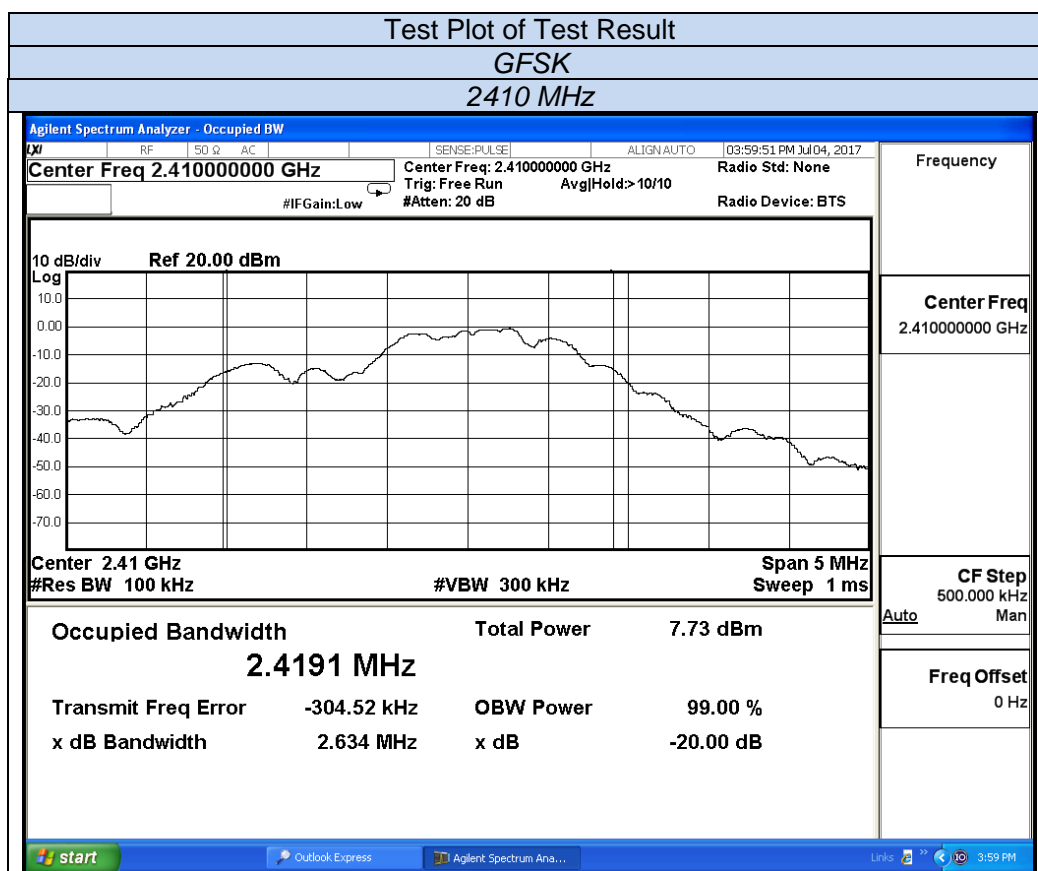 Test Plot of Test Result
GFSK
2410 MHz
Agilent Spectrum Analyzer - Occupied BW
LXI RF 50 Ω AC SENSE:PULSE ALIGN AUTO 03:59:51 PM Jul 04, 2017
Center Freq 2.410000000 GHz
Center Freq: 2.410000000 GHz Radio Std: None
Trig: Free Run Avg|Hold:>10/10
#IFGain:Low #Atten: 20 dB Radio Device: BTS
10 dB/div Ref 20.00 dBm
Log
10.0
0.00
-10.0
-20.0
-30.0
-40.0
-50.0
-60.0
-70.0
Center 2.41 GHz Span 5 MHz
#Res BW 100 kHz #VBW 300 kHz Sweep 1 ms
Occupied Bandwidth Total Power 7.73 dBm
2.4191 MHz
Transmit Freq Error -304.52 kHz OBW Power 99.00 %
x dB Bandwidth 2.634 MHz x dB -20.00 dB
Frequency
Center Freq
2.410000000 GHz
CF Step
500.000 kHz
Auto Man
Freq Offset
0 Hz
start Outlook Express Agilent Spectrum Ana... Links » 10 3:59 PM